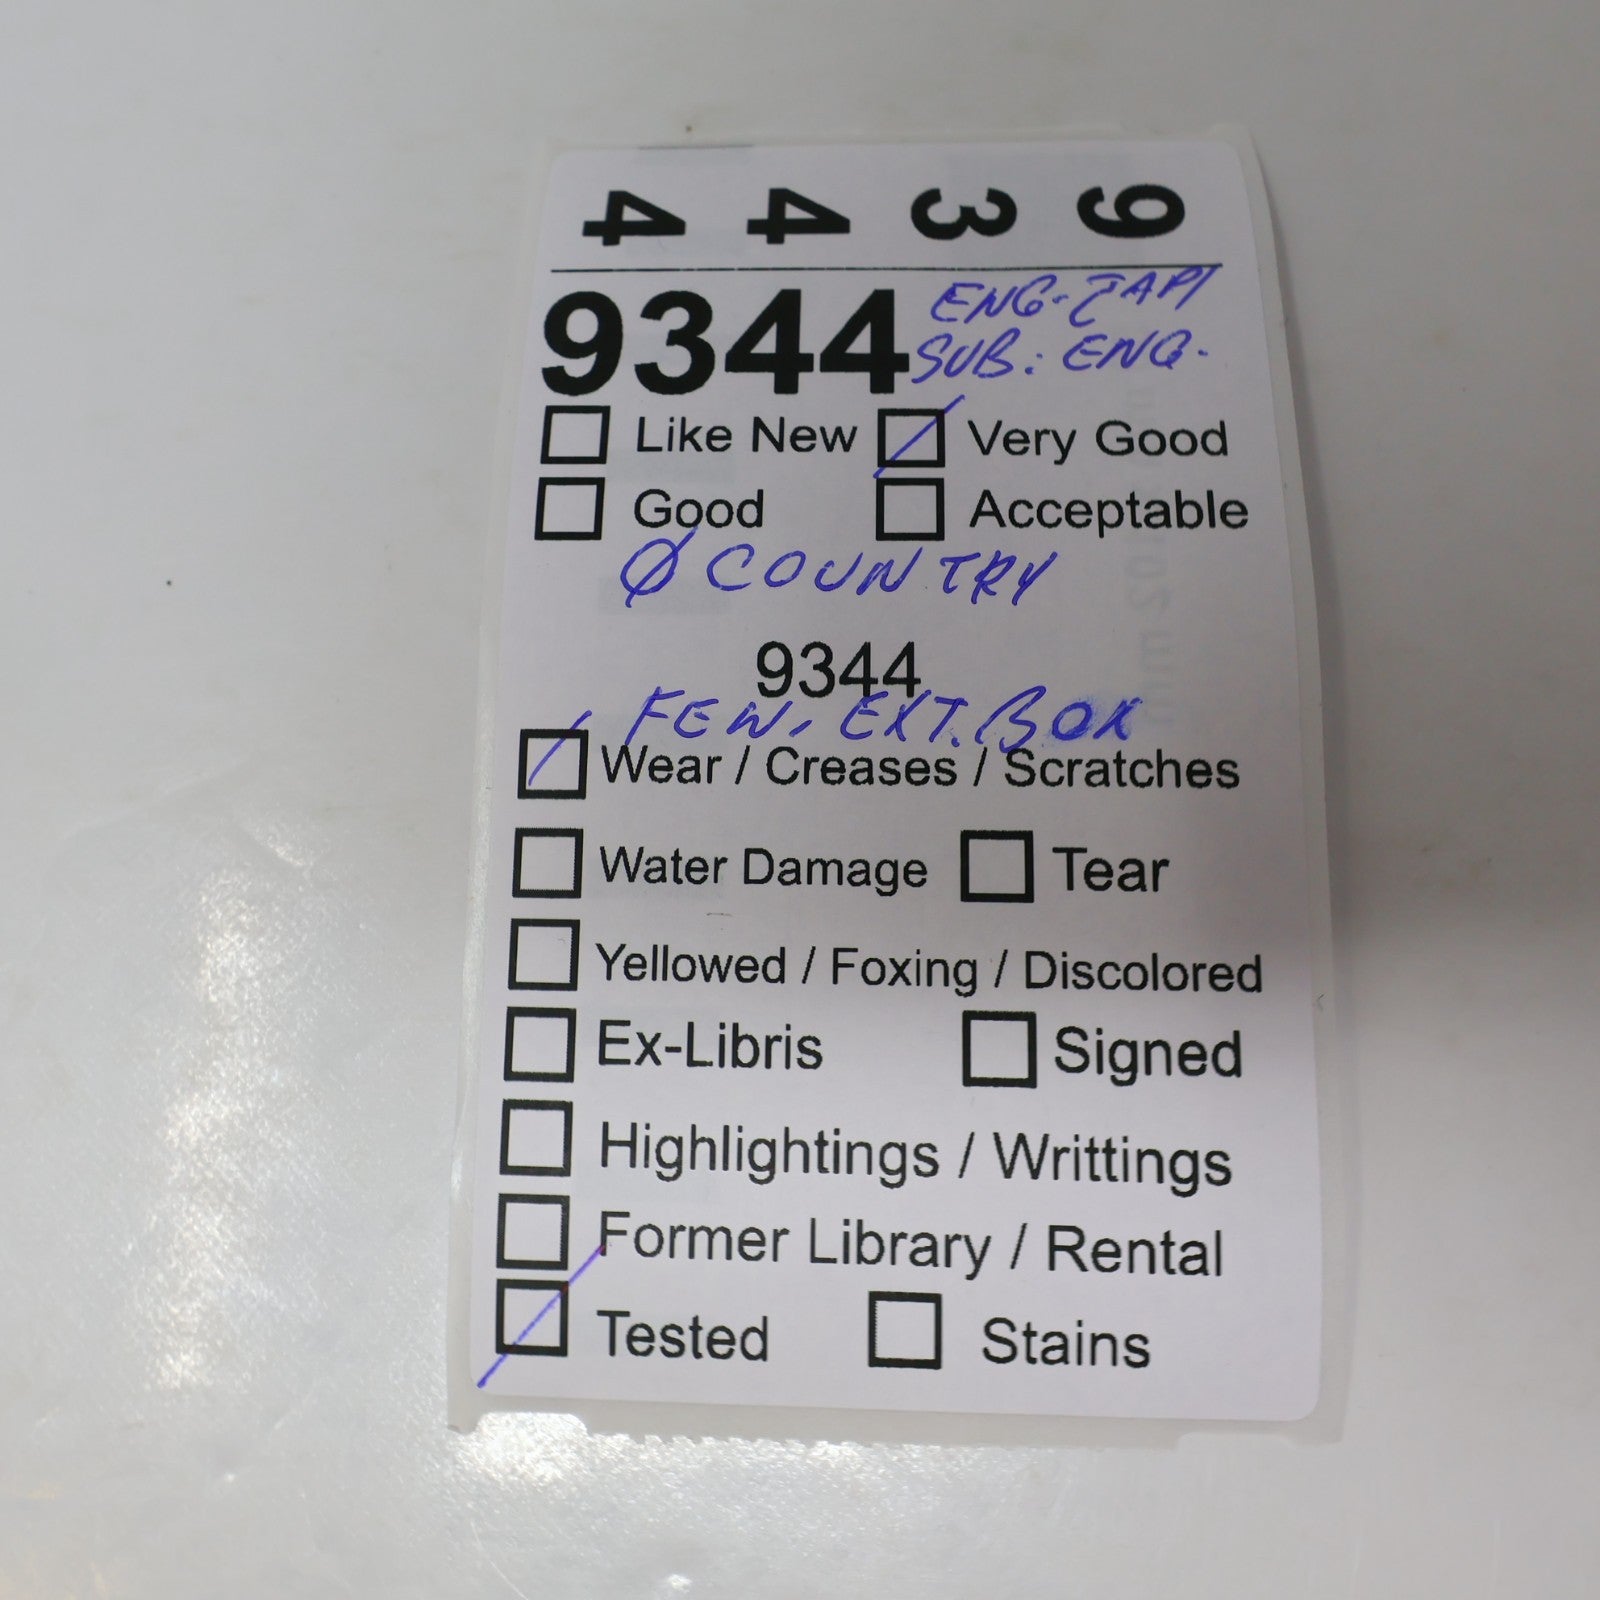 4 4 3 9
9344 ENG-JAP/
SUB: ENG.
Like New Very Good
Good Acceptable
Ø COUNTRY
9344
FEW, EXT. BOX
Wear / Creases / Scratches
Water Damage Tear
Yellowed / Foxing / Discolored
Ex-Libris Signed
Highlightings / Writtings
Former Library / Rental
Tested Stains